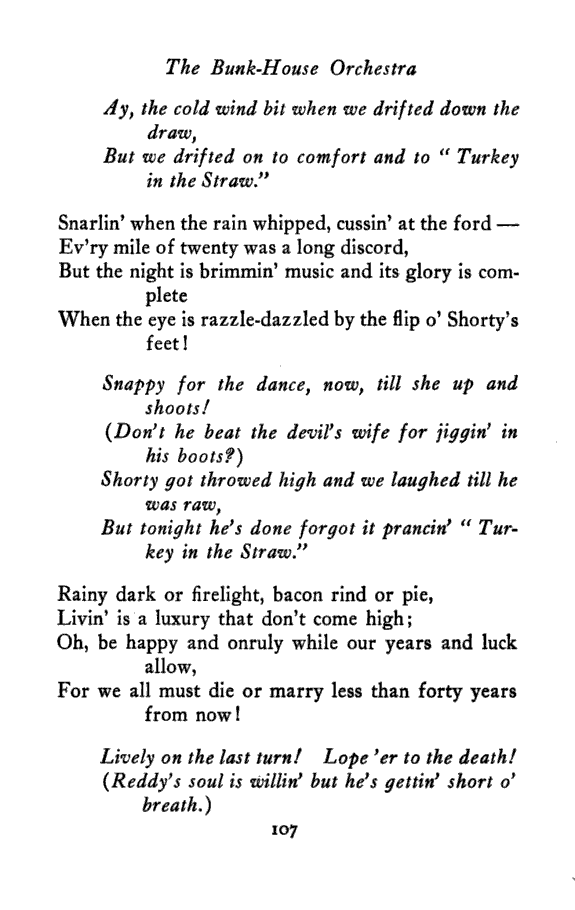 The Bunk-House Orchestra
Ay, the cold wind bit when we drifted down the
draw,
But we drifted on to comfort and to " Turkey
in the Straw."
Snarlin' when the rain whipped, cussin' at the ford —
Ev'ry mile of twenty was a long discord,
But the night is brimmin' music and its glory is com-
plete
When the eye is razzle-dazzled by the flip o' Shorty's
feet!
Snappy for the dance, now, till she up and
shoots!
(Don't he beat the devil's wife for jiggin' in
his boots?)
Shorty got throwed high and we laughed till he
was raw,
But tonight he's done forgot it prancin' " Tur-
key in the Straw."
Rainy dark or firelight, bacon rind or pie,
Livin' is a luxury that don't come high;
Oh, be happy and onruly while our years and luck
allow,
For we all must die or marry less than forty years
from now!
Lively on the last turn! Lope 'er to the death!
(Reddy's soul is willin' but he's gettin' short o'
breath.)
107